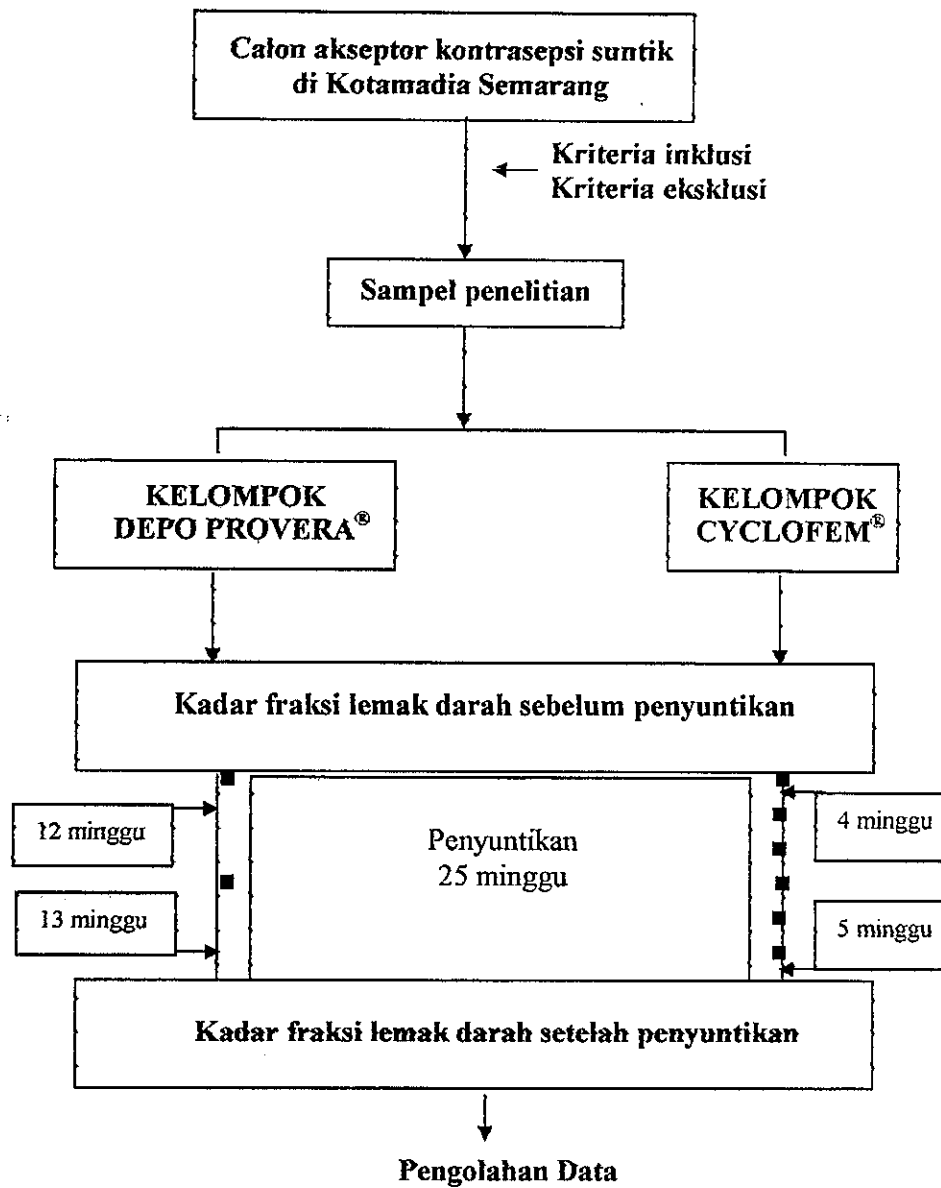 Calon akseptor kontrasepsi suntik
di Kotamadia Semarang
Kriteria inklusi
Kriteria eksklusi
Sampel penelitian
KELOMPOK
DEPO PROVERA®
KELOMPOK
CYCLOFEM®
Kadar fraksi lemak darah sebelum penyuntikan
12 minggu
Penyuntikan
25 minggu
4 minggu
13 minggu
5 minggu
Kadar fraksi lemak darah setelah penyuntikan
Pengolahan Data